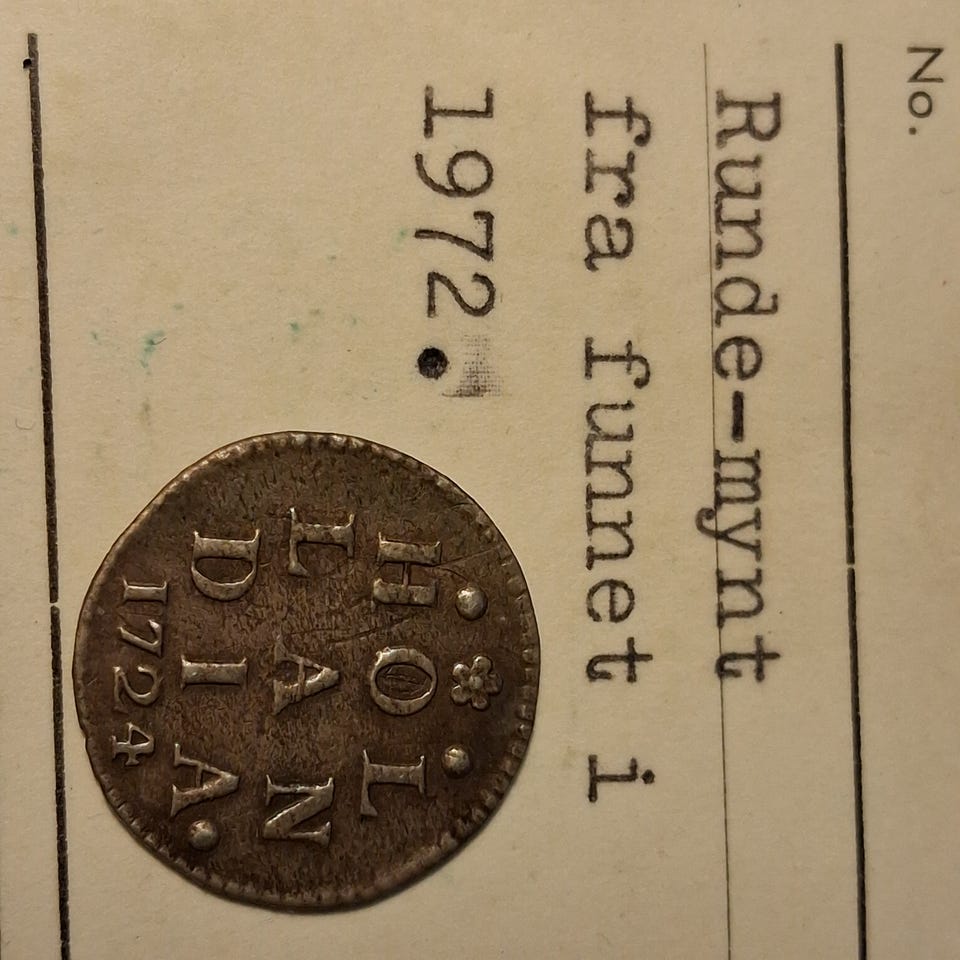 No.
Runde-mynt
fra funnet i
1972.
HOL
LAN
DIA.
1724